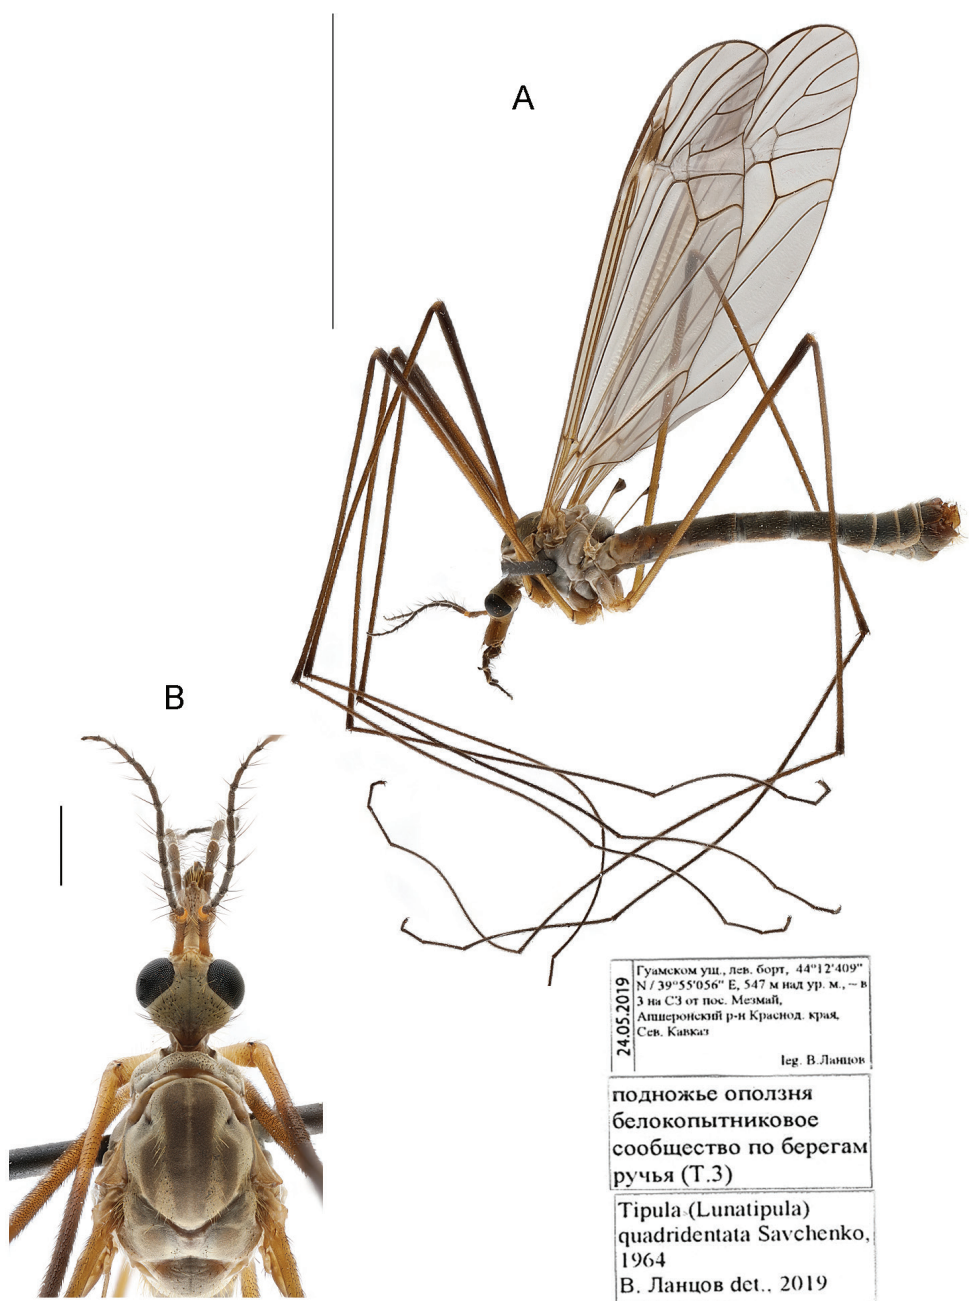 A
B
24.05.2019
Гуамском ущ., лев. борт, 44°12'409"
N / 39°55'056" E, 547 м над ур. м., ~ в
3 на СЗ от пос. Мезмай,
Апшеронский р-н Краснод. края,
Сев. Кавказ
leg. В.Ланцов
подножье оползня
белокопытниковое
сообщество по берегам
ручья (Т.3)
Tipula (Lunatipula)
quadridentata Savchenko,
1964
В. Ланцов det., 2019